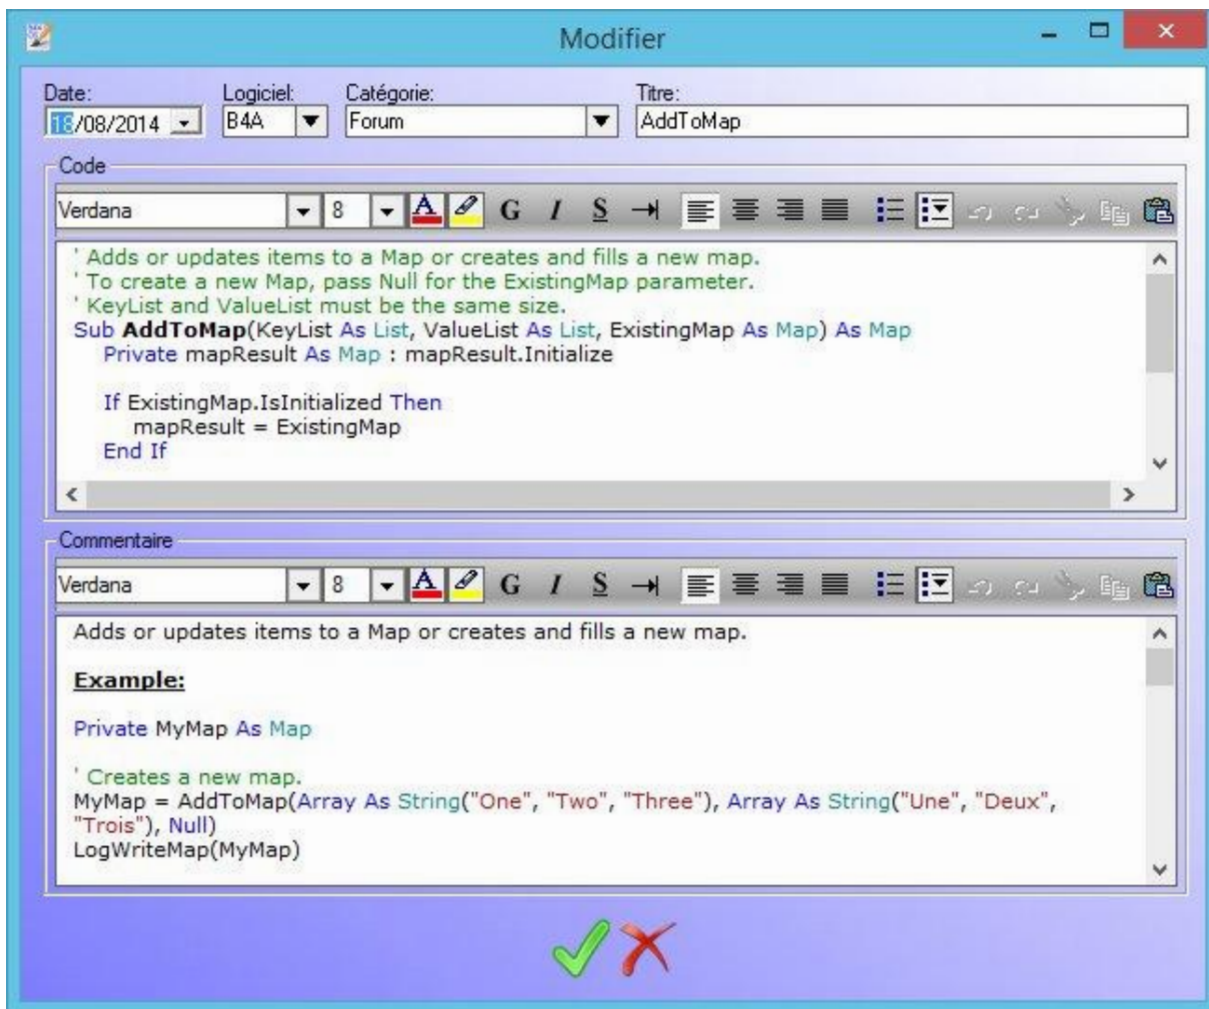 Modifier
Date: Logiciel: Catégorie: Titre:
18/08/2014 B4A Forum AddToMap
Code
Verdana 8 A G I S
' Adds or updates items to a Map or creates and fills a new map.
' To create a new Map, pass Null for the ExistingMap parameter.
' KeyList and ValueList must be the same size.
Sub AddToMap(KeyList As List, ValueList As List, ExistingMap As Map) As Map
Private mapResult As Map : mapResult.Initialize
If ExistingMap.IsInitialized Then
mapResult = ExistingMap
End If
Commentaire
Verdana 8 A G I S
Adds or updates items to a Map or creates and fills a new map.
Example:
Private MyMap As Map
' Creates a new map.
MyMap = AddToMap(Array As String("One", "Two", "Three"), Array As String("Une", "Deux",
"Trois"), Null)
LogWriteMap(MyMap)